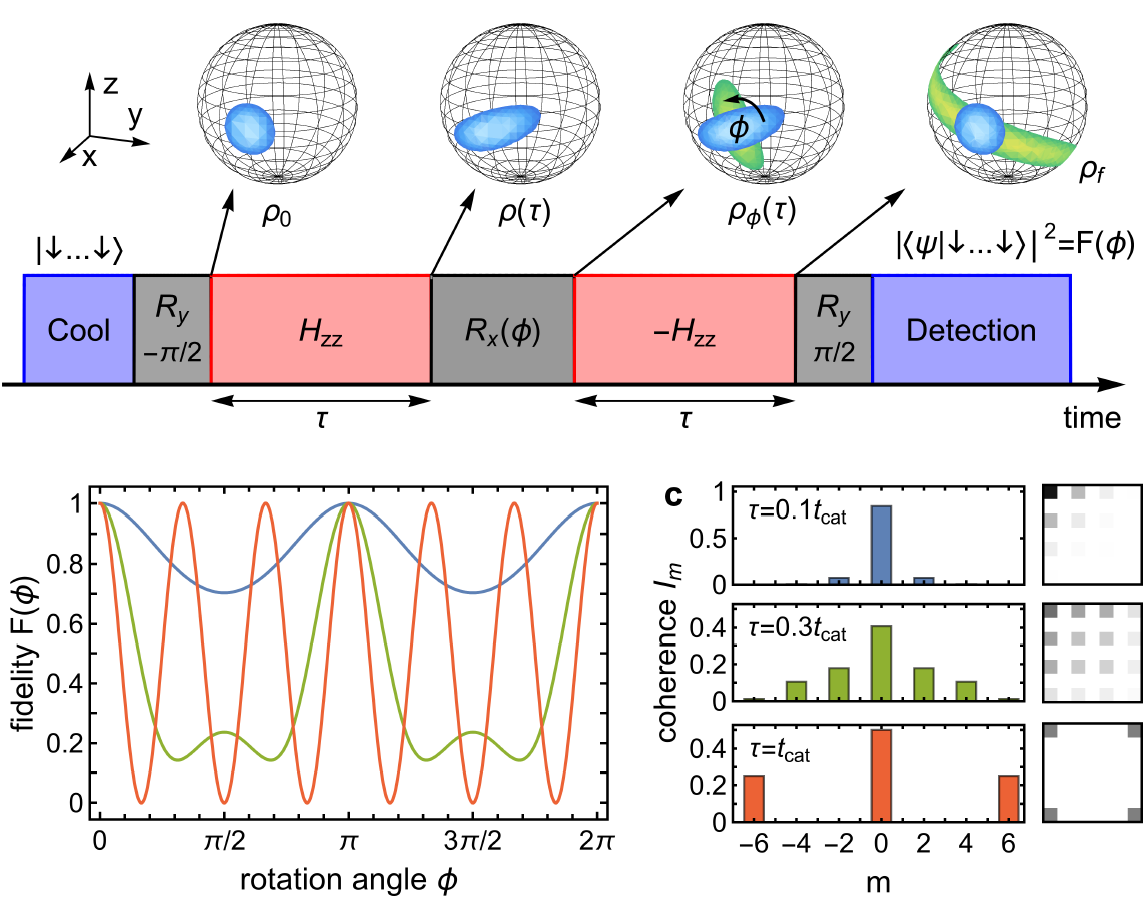 z
y
x
ρ0
ρ(τ)
ϕ
ρϕ(τ)
ρf
|↓...↓⟩
|⟨ψ|↓...↓⟩|²=F(ϕ)
Cool
Ry
−π/2
Hzz
Rx(ϕ)
−Hzz
Ry
π/2
Detection
τ
τ
time
fidelity F(ϕ)
1
0.8
0.6
0.4
0.2
0
0 π/2 π 3π/2 2π
rotation angle ϕ
c
coherence Im
1
0.5
0
τ=0.1tcat
0.4
0.2
0
τ=0.3tcat
0.4
0.2
0
τ=tcat
−6 −4 −2 0 2 4 6
m